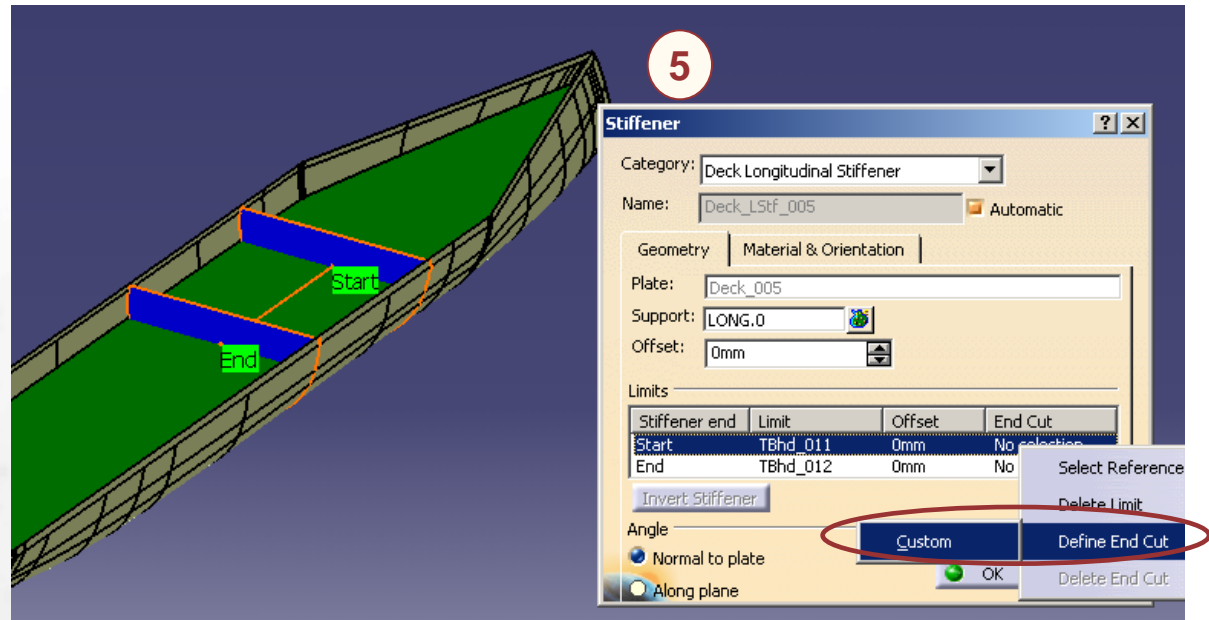 5
Stiffener
Category: Deck Longitudinal Stiffener
Name: Deck_LStf_005 Automatic
Geometry Material & Orientation
Plate: Deck_005
Support: LONG.0
Offset: 0mm
Limits
Stiffener end Limit Offset End Cut
Start TBhd_011 0mm No selection
End TBhd_012 0mm No
Invert Stiffener
Angle
Normal to plate
Along plane
OK
Select Reference
Delete Limit
Custom Define End Cut
Delete End Cut
Start
End